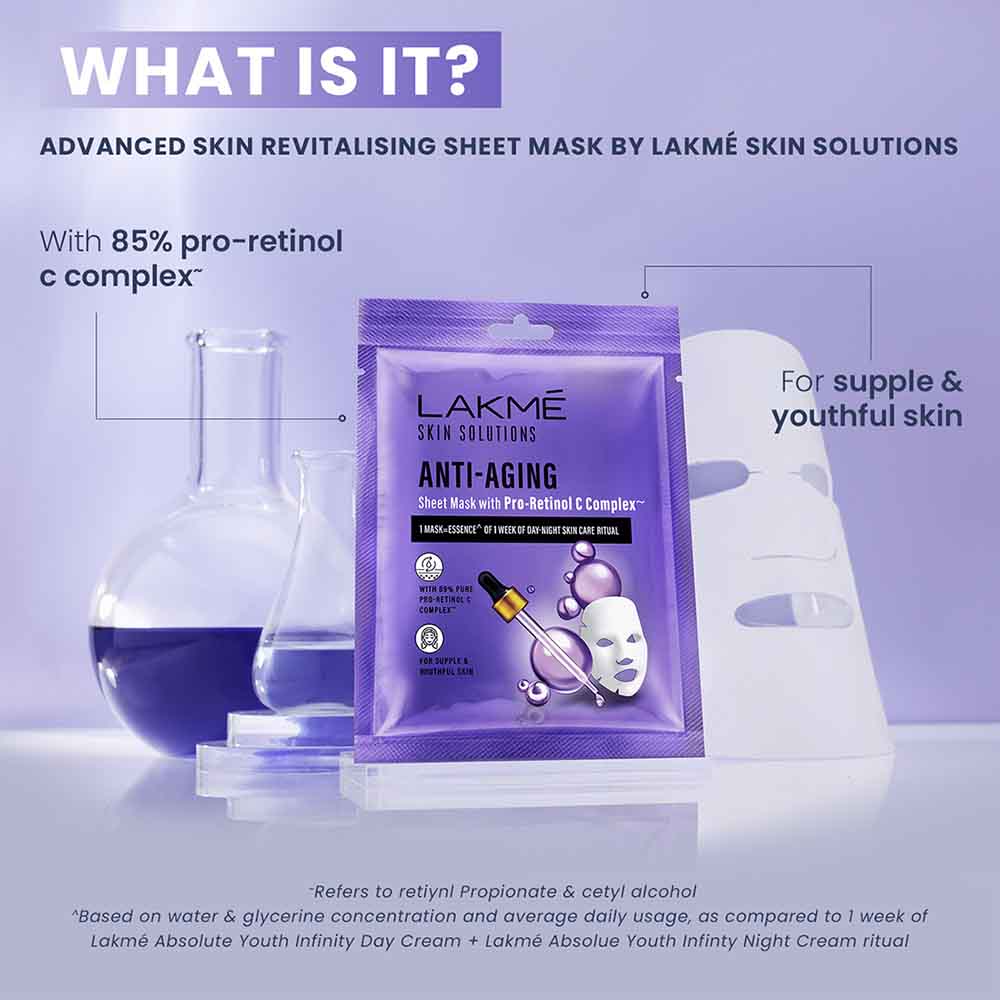 WHAT IS IT?
ADVANCED SKIN REVITALISING SHEET MASK BY LAKMÉ SKIN SOLUTIONS
With 85% pro-retinol
c complex~
For supple &
youthful skin
LAKMÉ
SKIN SOLUTIONS
ANTI-AGING
Sheet Mask with Pro-Retinol C Complex~~
1 MASK=ESSENCE^ OF 1 WEEK OF DAY-NIGHT SKIN CARE RITUAL
WITH 89% PURE
PRO-RETINOL C
COMPLEX~~
FOR SUPPLE &
YOUTHFUL SKIN
~Refers to retiynl Propionate & cetyl alcohol
^Based on water & glycerine concentration and average daily usage, as compared to 1 week of
Lakmé Absolute Youth Infinity Day Cream + Lakmé Absolue Youth Infinty Night Cream ritual